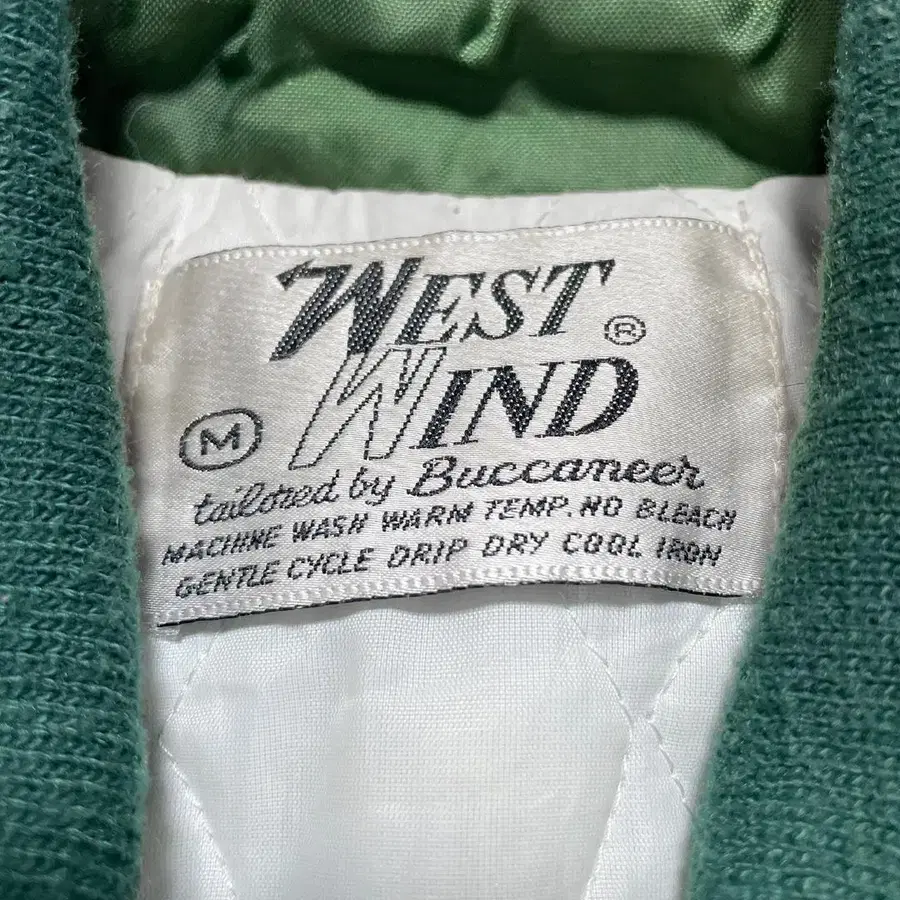 WEST
WIND ®
M
tailored by Buccaneer
MACHINE WASH WARM TEMP. NO BLEACH
GENTLE CYCLE DRIP DRY COOL IRON